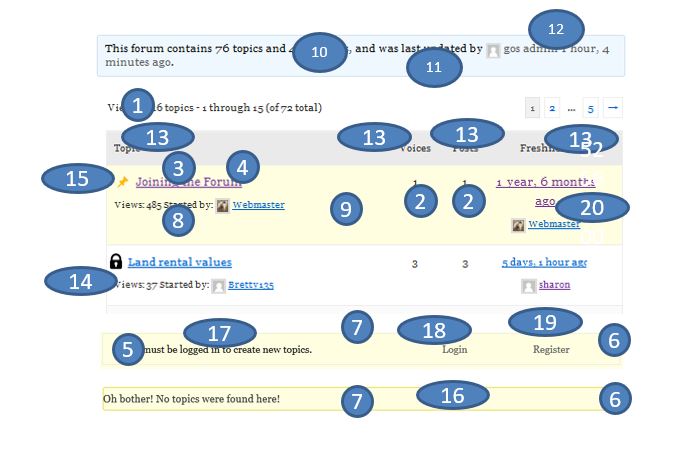 12
This forum contains 76 topics and 4 10 and was last updated by gos admin 1 hour, 4
minutes ago.
11
1 16 topics - 1 through 15 (of 72 total)
1 2 ... 5 →
13 13 13 13
Topic Voices Posts
52
3 4
15 Joining the Forum 1 1 1 year, 6 months
ago
2 2 20
Views: 485 Started by: Webmaster
8 9
Webmaster
Land rental values 3 3 5 days, 1 hour ago
14 Views: 37 Started by: Bretty135 sharon
17 7 18 19 6
5 must be logged in to create new topics. Login Register
16
Oh bother! No topics were found here! 7 6